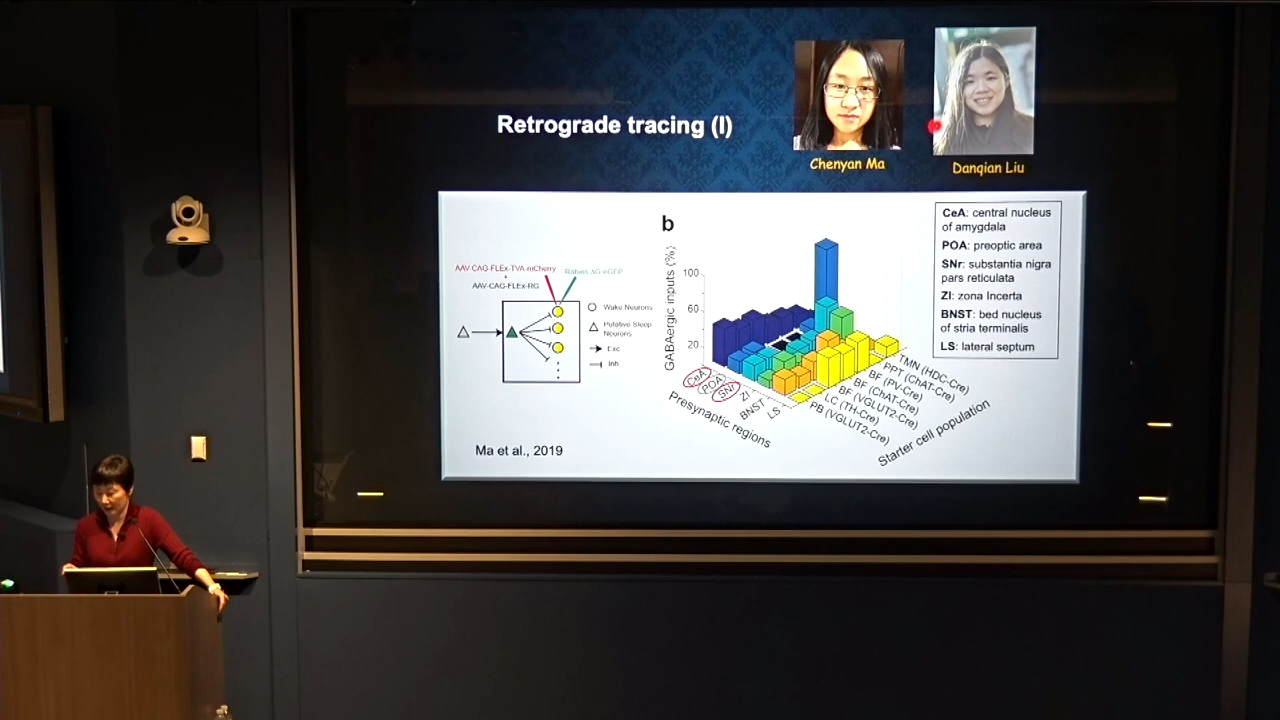 Retrograde tracing (I)
Chenyan Ma
Danqian Liu
AAV-CAG-FLEx-TVA-mCherry
Rabies ΔG-eGFP
AAV-CAG-FLEx-RG
Wake Neurons
Putative Sleep
Neurons
Exc
Inh
Ma et al., 2019
b
GABAergic inputs (%)
100
60
20
CeA
POA
SNr
ZI
BNST
LS
Presynaptic regions
TMN (HDC-Cre)
PPT (ChAT-Cre)
BF (PV-Cre)
BF (ChAT-Cre)
BF (VGLUT2-Cre)
LC (TH-Cre)
PB (VGLUT2-Cre)
Starter cell population
CeA: central nucleus
of amygdala
POA: preoptic area
SNr: substantia nigra
pars reticulata
ZI: zona Incerta
BNST: bed nucleus
of stria terminalis
LS: lateral septum